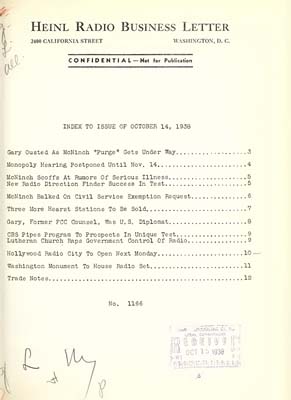 HEINL RADIO BUSINESS LETTER
2400 CALIFORNIA STREET WASHINGTON, D. C.
CONFIDENTIAL — Not for Publication
INDEX TO ISSUE OF OCTOBER 14, 1938
Gary Ousted As McNinch "Purge" Gets Under Way..................3
Monopoly Hearing Postponed Until Nov. 14.......................4
McNinch Scoffs At Rumors Of Serious Illness....................5
New Radio Direction Finder Success In Test.....................5
McNinch Balked On Civil Service Exemption Request..............6
Three More Hearst Stations To Be Sold..........................7
Gary, Former FCC Counsel, Was U.S. Diplomat....................8
CBS Pipes Program To Prospects In Unique Test..................9
Lutheran Church Raps Government Control Of Radio...............9
Hollywood Radio City To Open Next Monday......................10
Washington Monument To House Radio Set........................11
Trade Notes...................................................12
No. 1166
RECEIVED
OCT 15 1938